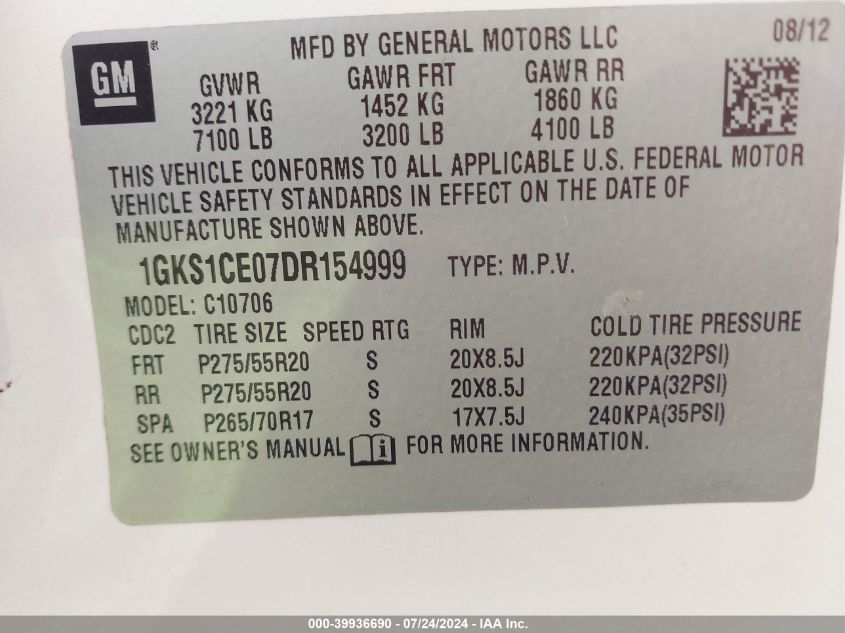 GM ® MFD BY GENERAL MOTORS LLC 08/12
GVWR GAWR FRT GAWR RR
3221 KG 1452 KG 1860 KG
7100 LB 3200 LB 4100 LB
THIS VEHICLE CONFORMS TO ALL APPLICABLE U.S. FEDERAL MOTOR
VEHICLE SAFETY STANDARDS IN EFFECT ON THE DATE OF
MANUFACTURE SHOWN ABOVE.
1GKS1CE07DR154999 TYPE: M.P.V.
MODEL: C10706
CDC2 TIRE SIZE SPEED RTG RIM COLD TIRE PRESSURE
FRT P275/55R20 S 20X8.5J 220KPA(32PSI)
RR P275/55R20 S 20X8.5J 220KPA(32PSI)
SPA P265/70R17 S 17X7.5J 240KPA(35PSI)
SEE OWNER'S MANUAL i FOR MORE INFORMATION.
000-39936690 - 07/24/2024 - IAA Inc.